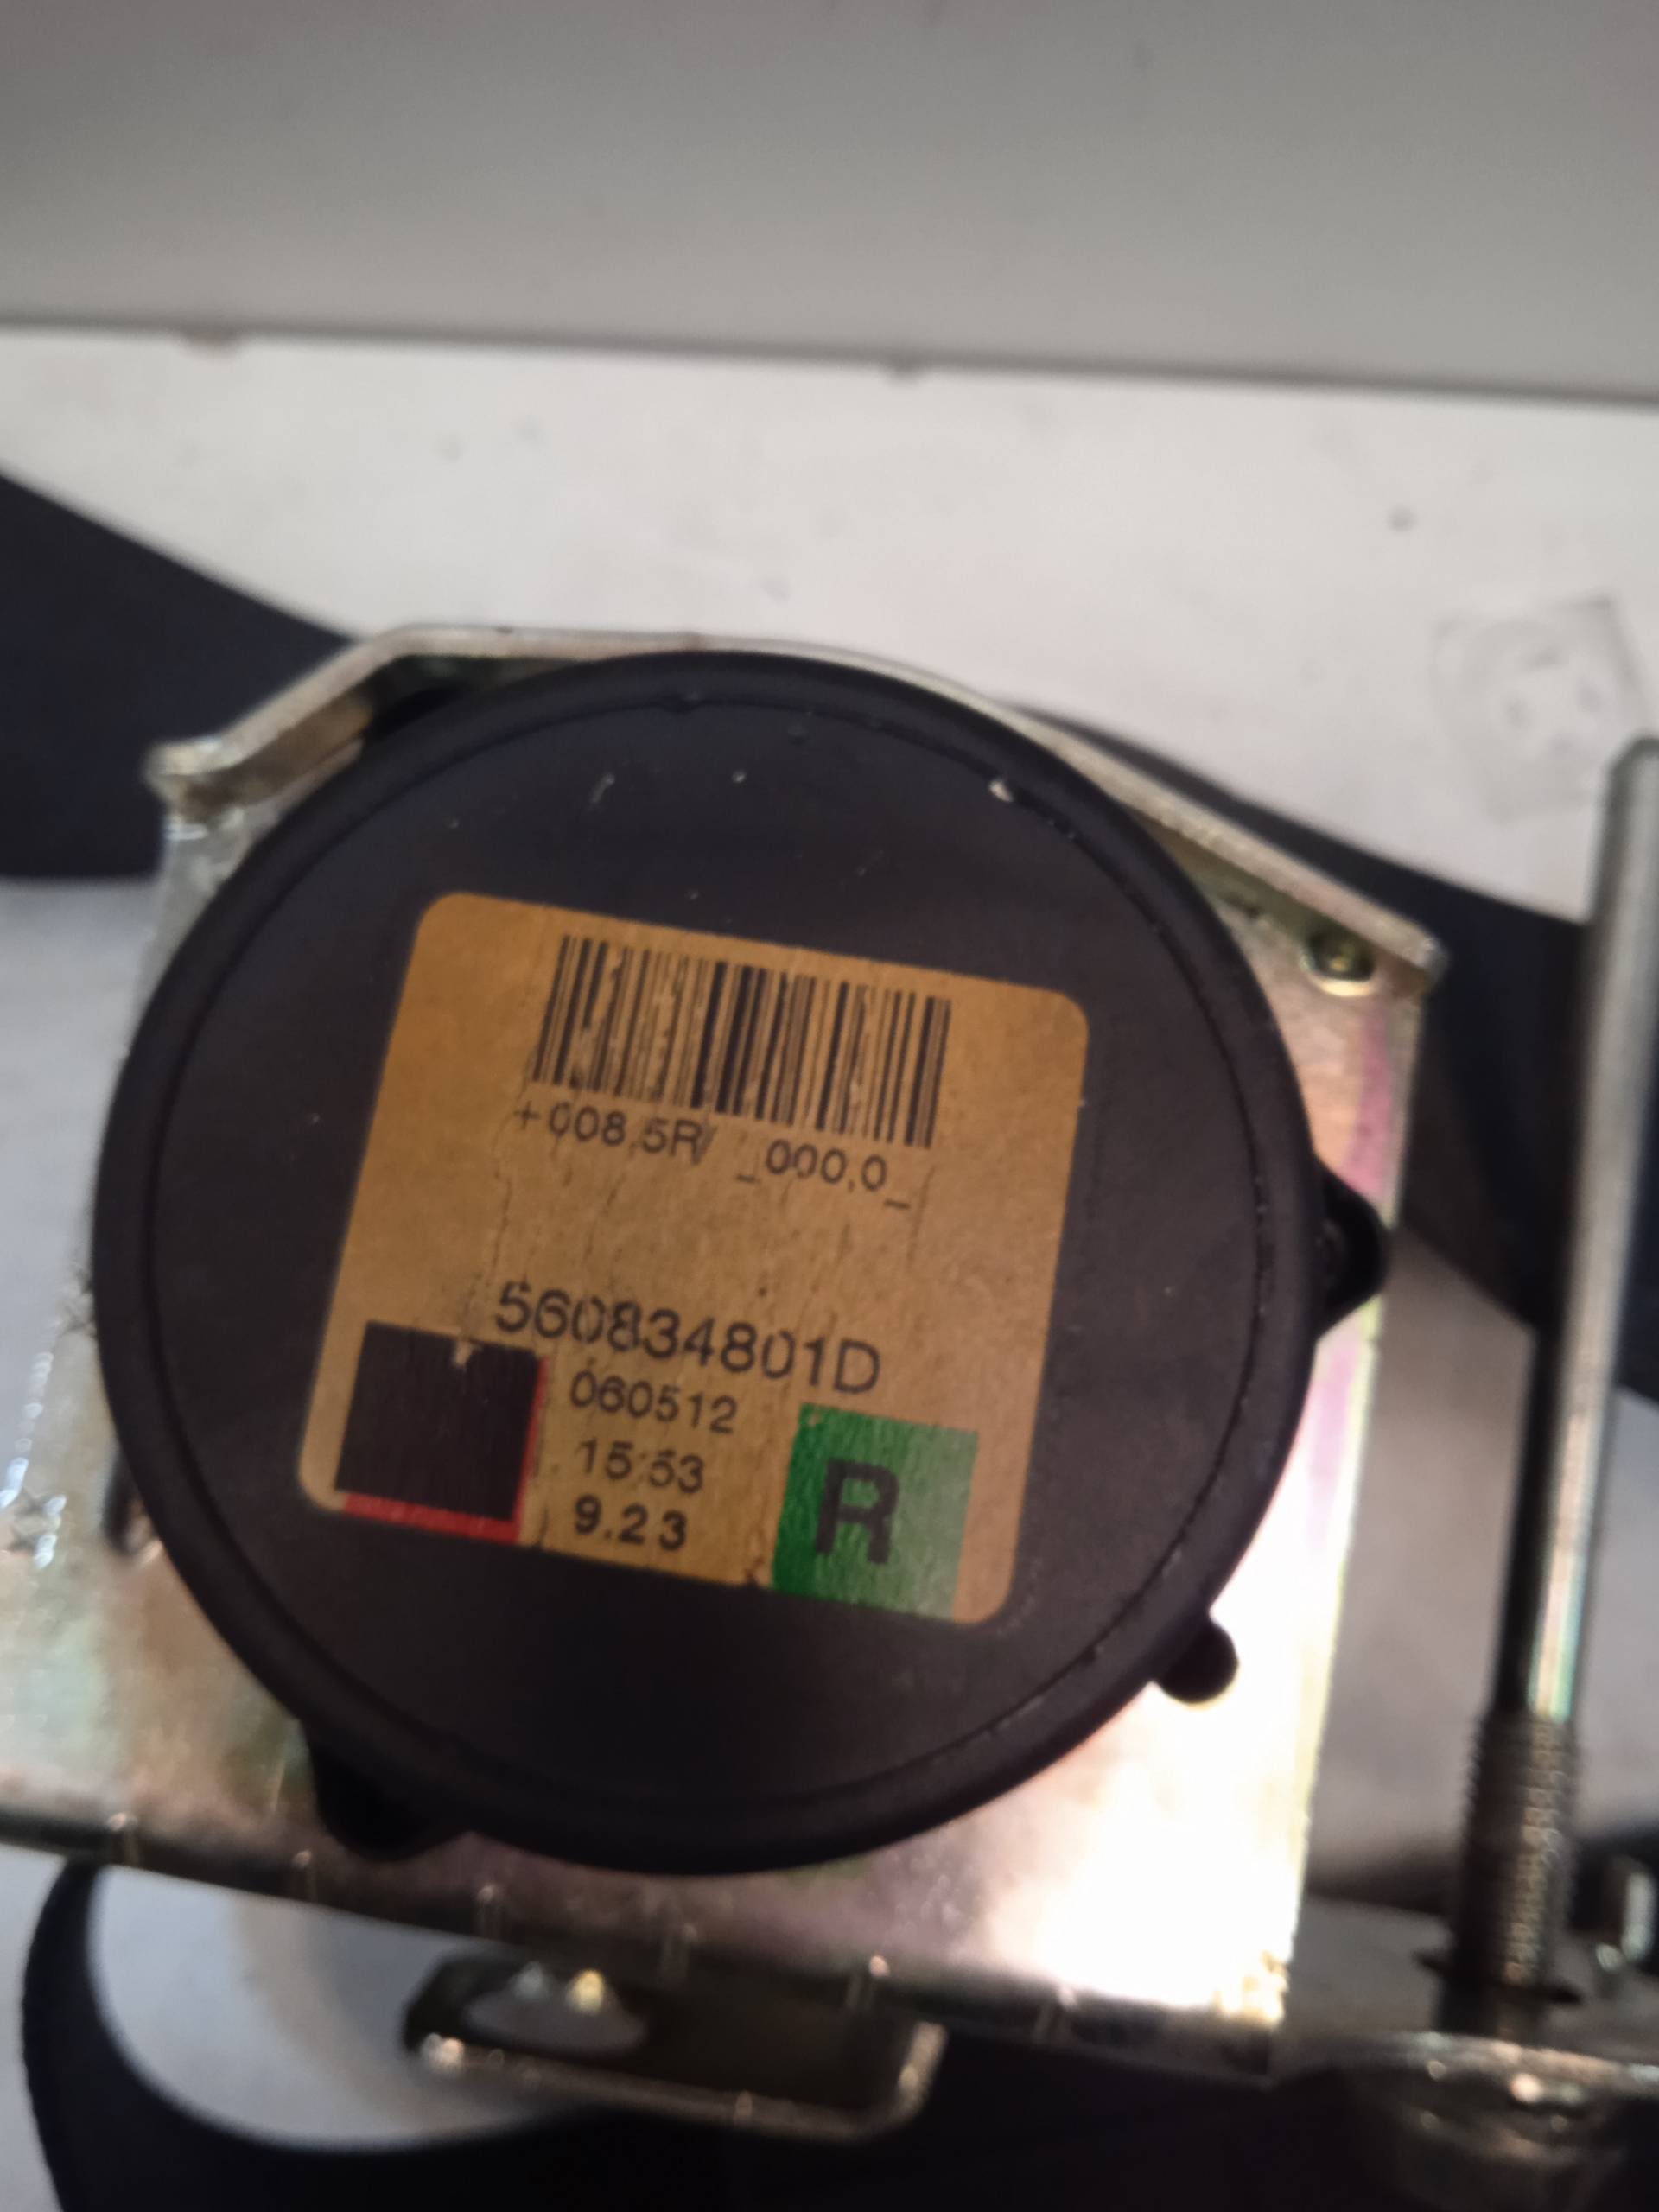 +008,5R/ _000,0_
560834801D
060512
15:53
9.23
R